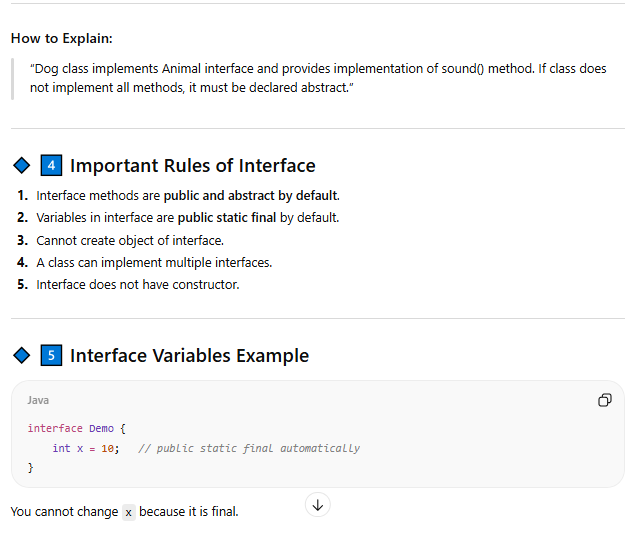 How to Explain:
“Dog class implements Animal interface and provides implementation of sound() method. If class does
not implement all methods, it must be declared abstract.”
4 Important Rules of Interface
1. Interface methods are public and abstract by default.
2. Variables in interface are public static final by default.
3. Cannot create object of interface.
4. A class can implement multiple interfaces.
5. Interface does not have constructor.
5 Interface Variables Example
Java
interface Demo {
    int x = 10;   // public static final automatically
}
You cannot change x because it is final.